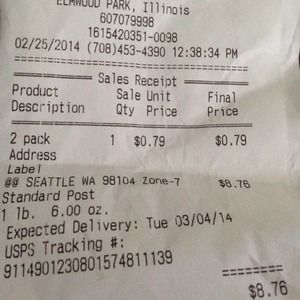 ELMWOOD PARK, Illinois
607079998
1615420351-0098
02/25/2014 (708)453-4390 12:38:34 PM
==============================
Sales Receipt
Product Sale Unit Final
Description Qty Price Price
2 pack 1 $0.79 $0.79
Address
Label
@@ SEATTLE WA 98104 Zone-7 $8.76
Standard Post
1 lb. 6.00 oz.
Expected Delivery: Tue 03/04/14
USPS Tracking #:
9114901230801574811139
========
$8.76